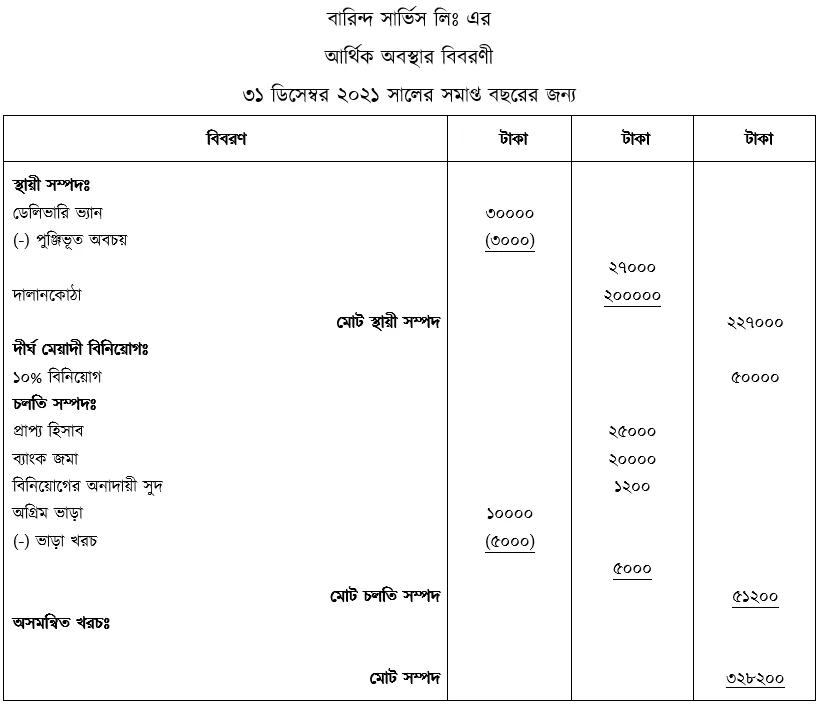 বারিন্দ সার্ভিস লিঃ এর
আর্থিক অবস্থার বিবরণী
৩১ ডিসেম্বর ২০২১ সালের সমাপ্ত বছরের জন্য
বিবরণ টাকা টাকা টাকা
স্থায়ী সম্পদঃ
ডেলিভারি ভ্যান ৩০০০০
(-) পুঞ্জিভূত অবচয় (৩০০০)
২৭০০০
দালানকোঠা ২০০০০০
মোট স্থায়ী সম্পদ ২২৭০০০
দীর্ঘ মেয়াদী বিনিয়োগঃ
১০% বিনিয়োগ ৫০০০০
চলতি সম্পদঃ
প্রাপ্য হিসাব ২৫০০০
ব্যাংক জমা ২০০০০
বিনিয়োগের অনাদায়ী সুদ ১২০০
অগ্রিম ভাড়া ১০০০০
(-) ভাড়া খরচ (৫০০০)
৫০০০
মোট চলতি সম্পদ ৫১২০০
অসমন্বিত খরচঃ
মোট সম্পদ ৩২৮২০০